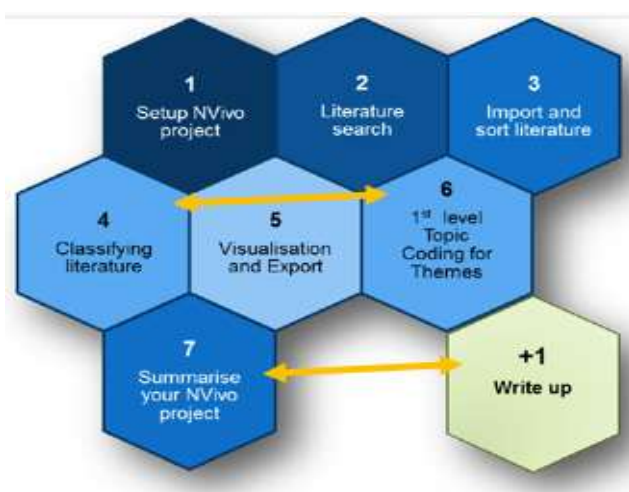 1
Setup NVivo
project
2
Literature
search
3
Import and
sort literature
4
Classifying
literature
5
Visualisation
and Export
6
1st level
Topic
Coding for
Themes
7
Summarise
your NVivo
project
+1
Write up